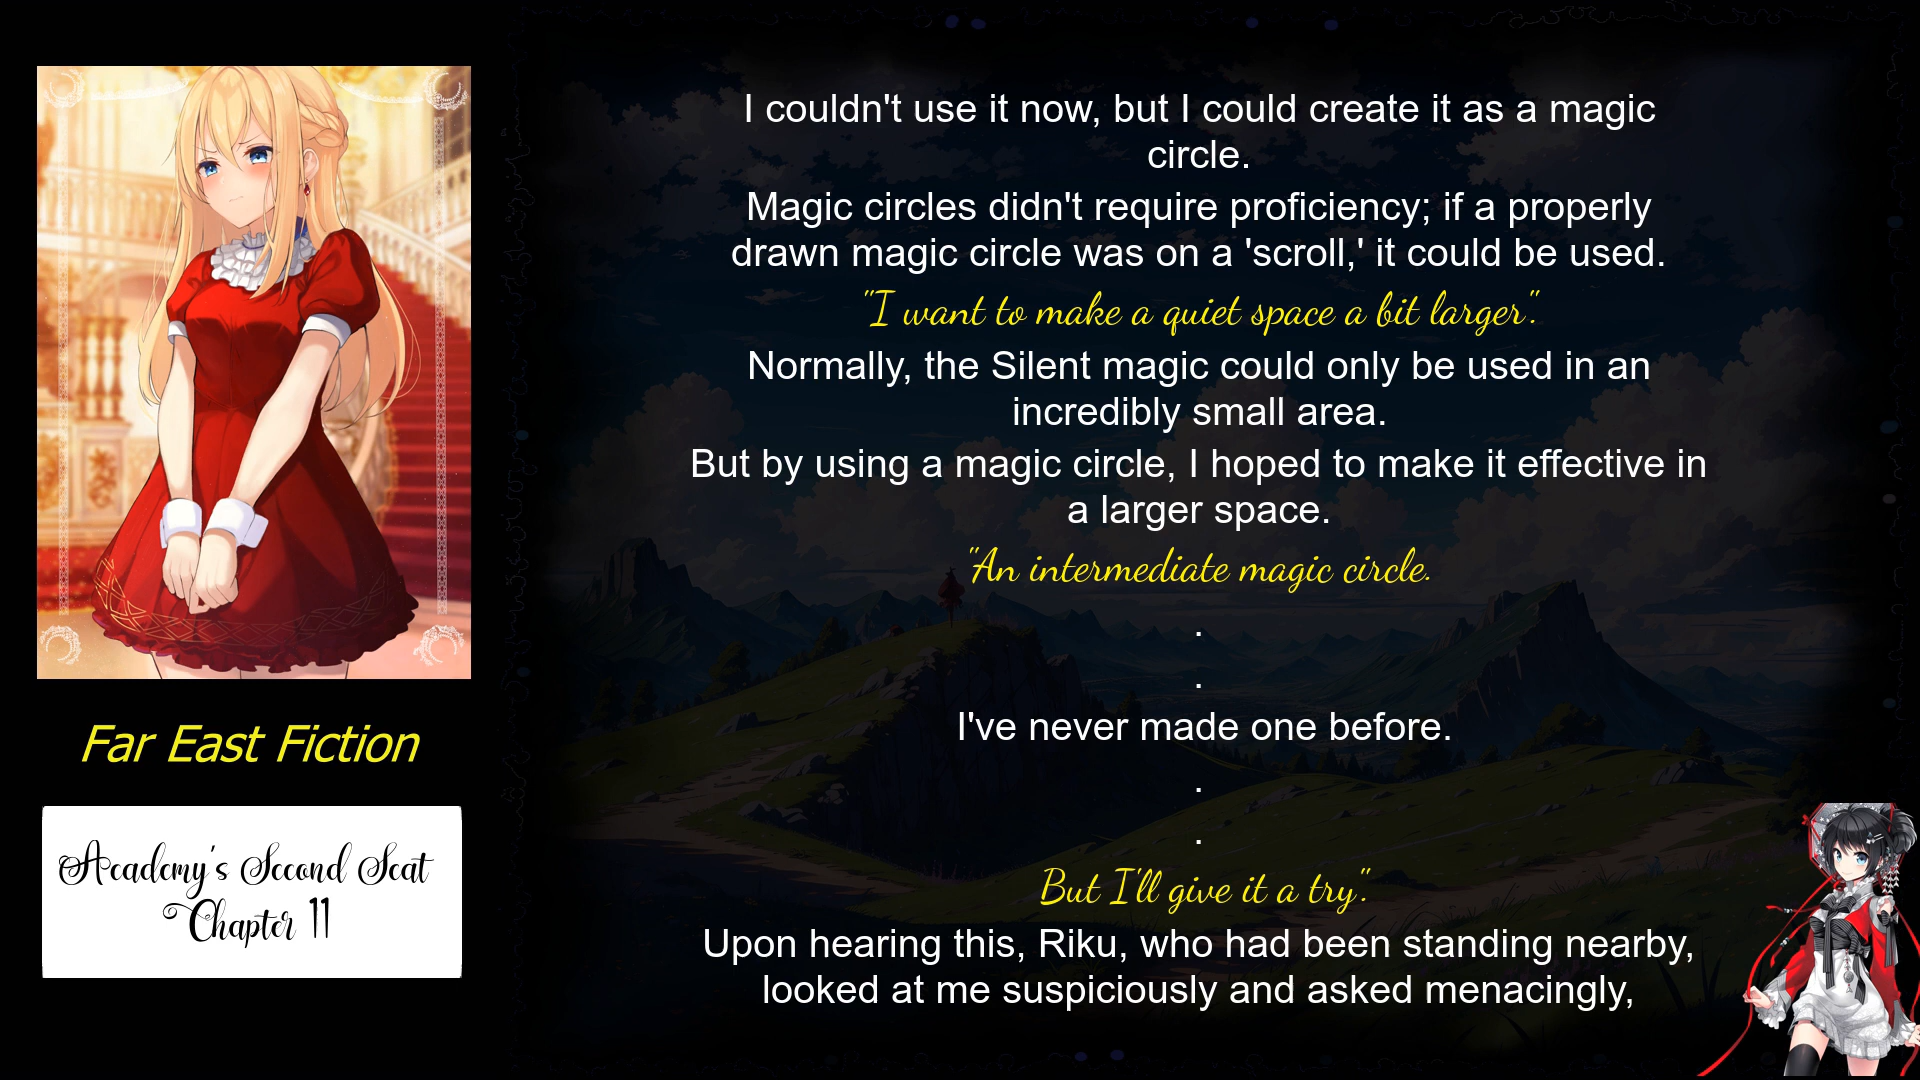 I couldn't use it now, but I could create it as a magic
circle.
Magic circles didn't require proficiency; if a properly
drawn magic circle was on a 'scroll,' it could be used.
"I want to make a quiet space a bit larger".
Normally, the Silent magic could only be used in an
incredibly small area.
But by using a magic circle, I hoped to make it effective in
a larger space.
"An intermediate magic circle.
.
.
I've never made one before.
.
.
But I'll give it a try".
Upon hearing this, Riku, who had been standing nearby,
looked at me suspiciously and asked menacingly,
Far East Fiction
Academy's Second Seat
Chapter 11